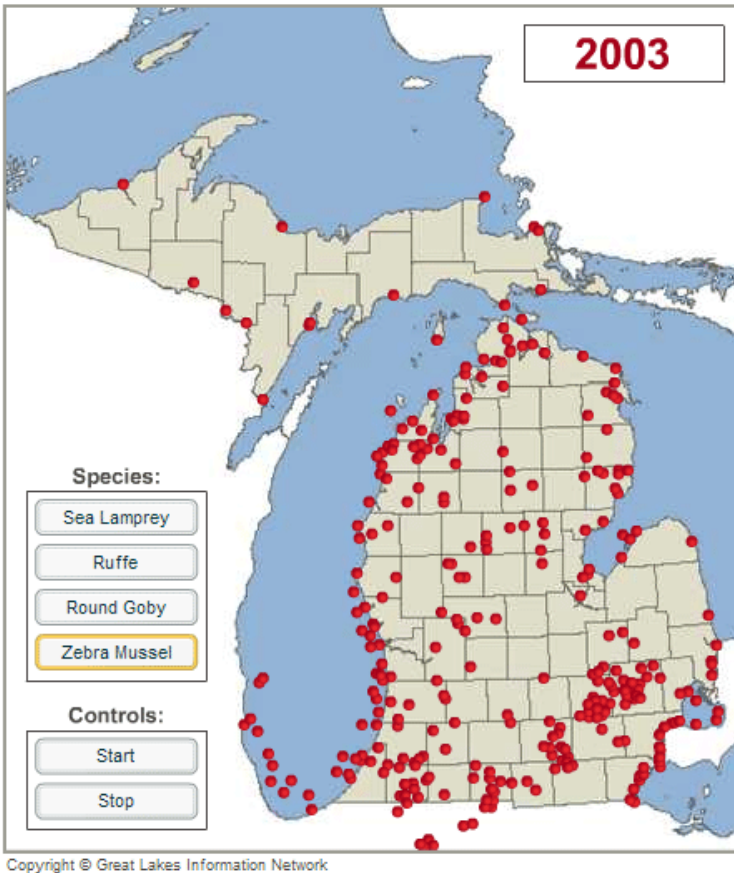 2003
Species:
Sea Lamprey
Ruffe
Round Goby
Zebra Mussel
Controls:
Start
Stop
Copyright © Great Lakes Information Network